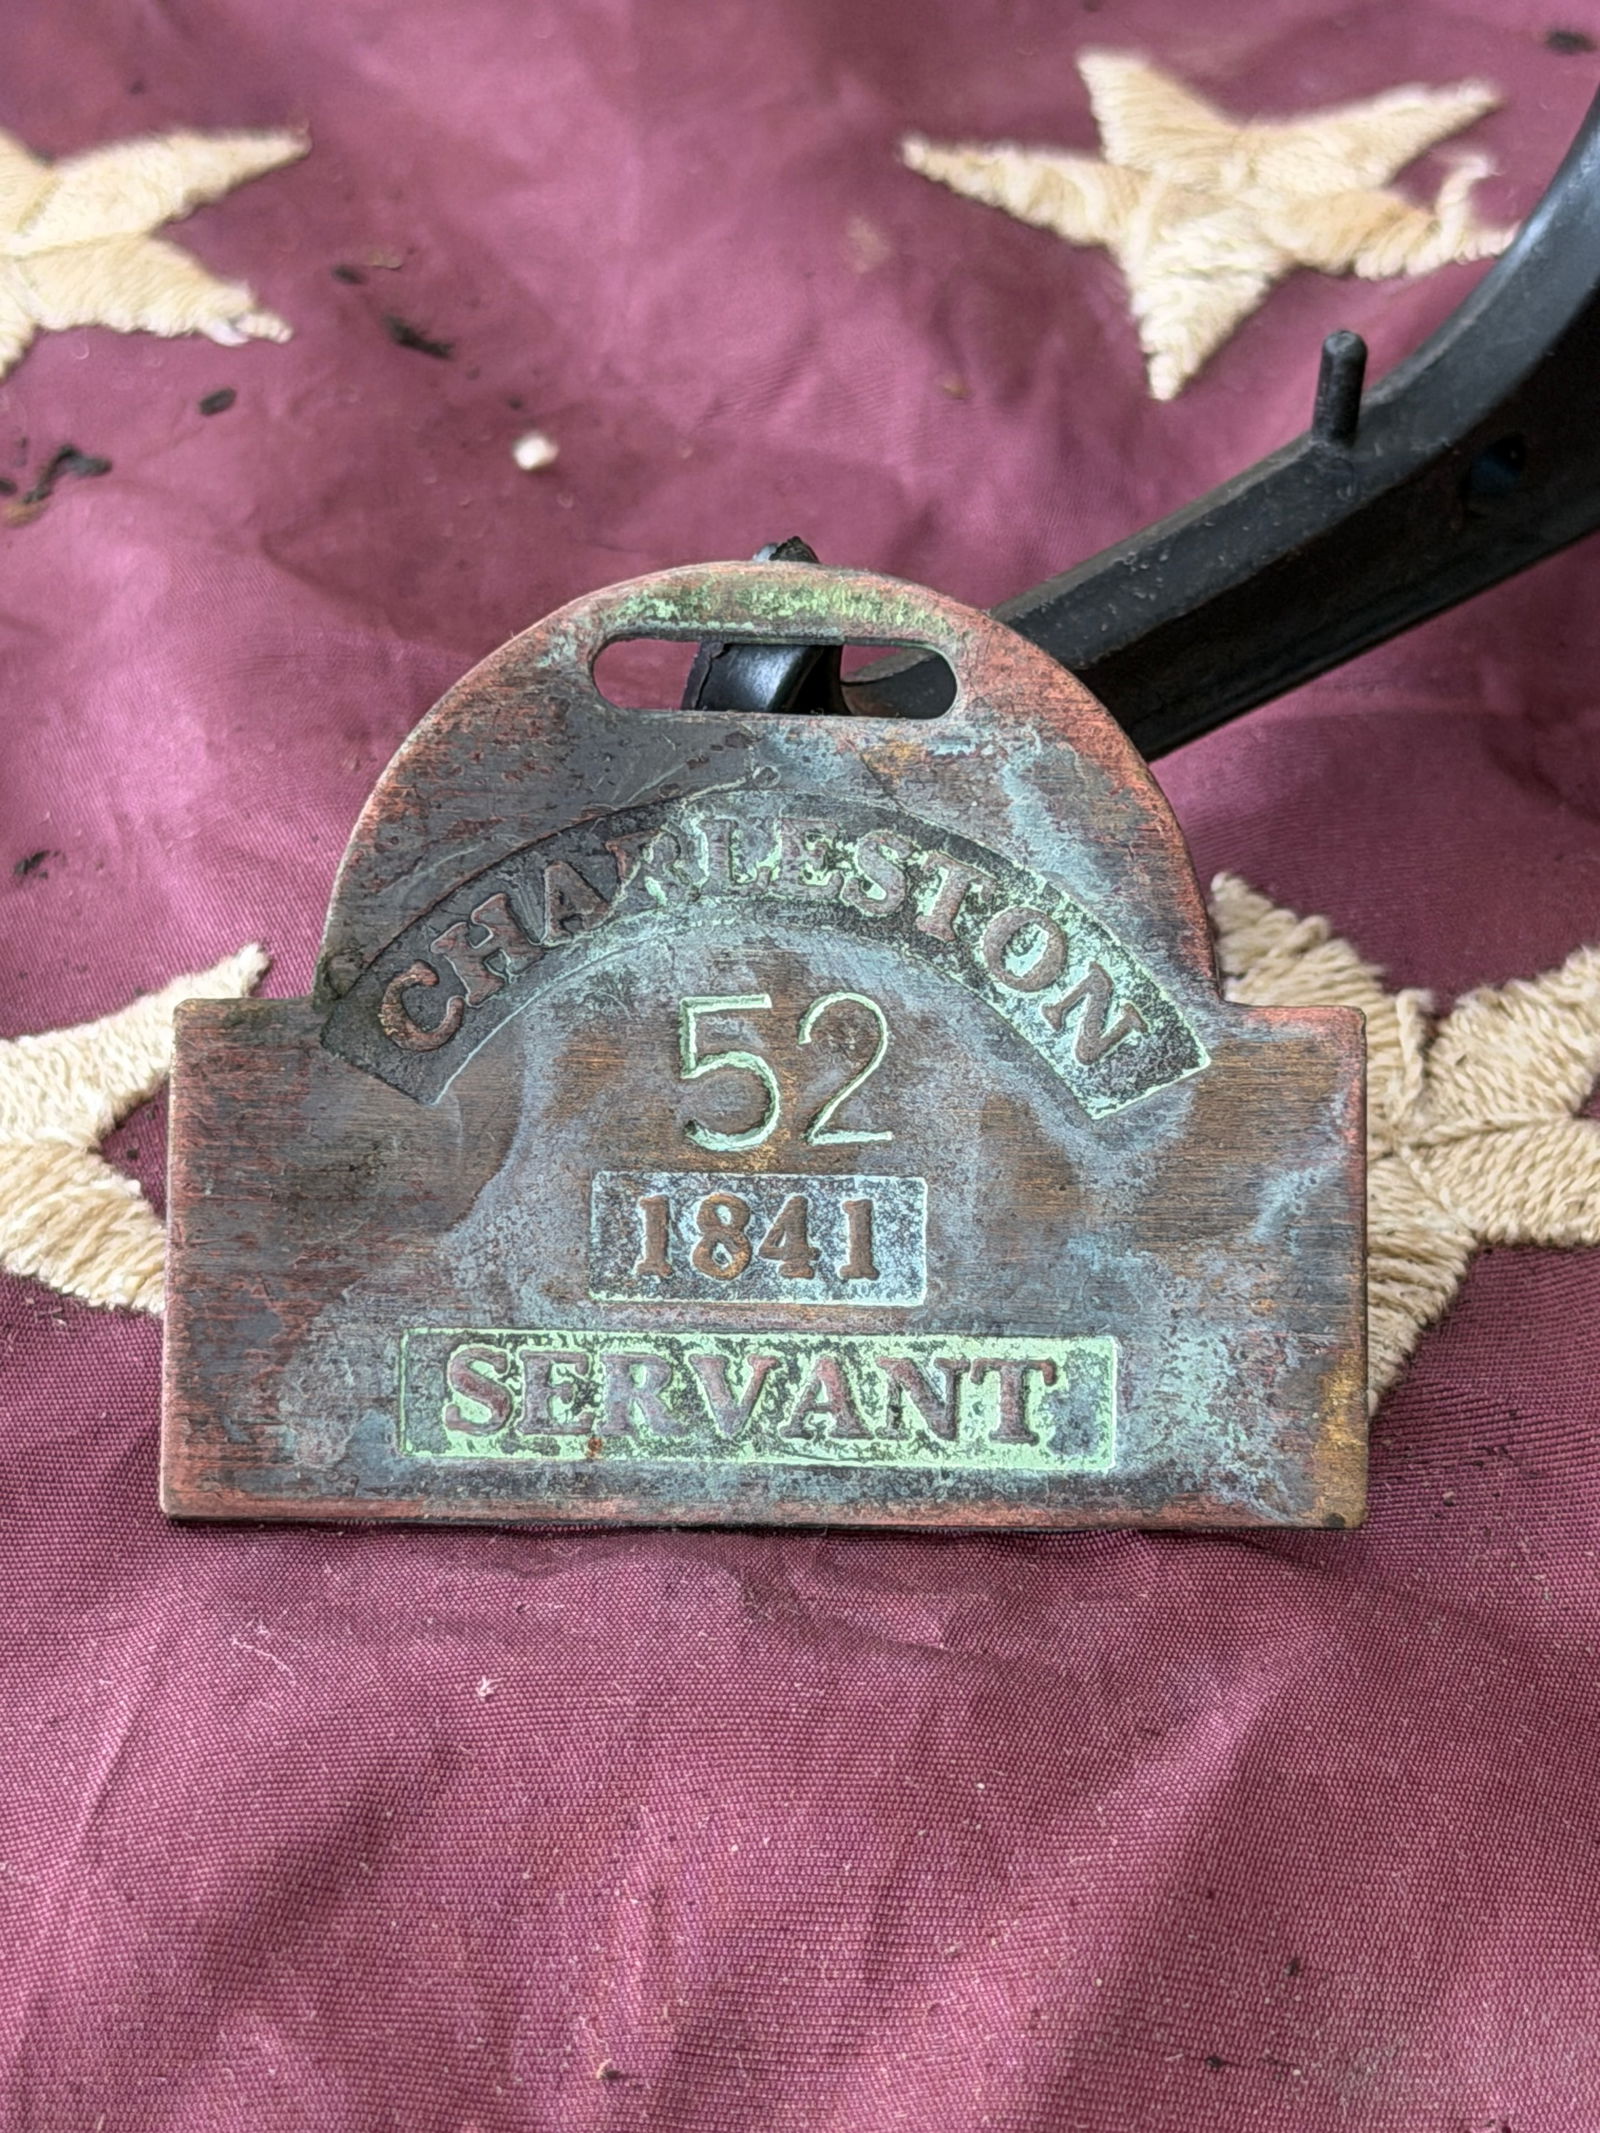 CHARLESTON
52
1841
SERVANT